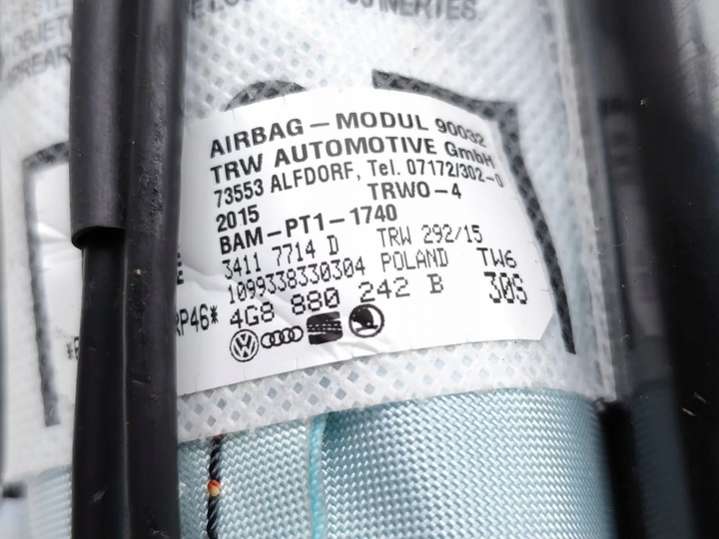 INERTIES.
AIRBAG – MODUL 90032
TRW AUTOMOTIVE GmbH
73553 ALFDORF, Tel. 07172/302-0
2015 TRWO-4
BAM-PT1-1740
3411 7714 D TRW 292/15
1099338330304 POLAND TW6
RP46* 4G8 880 242 B 30S